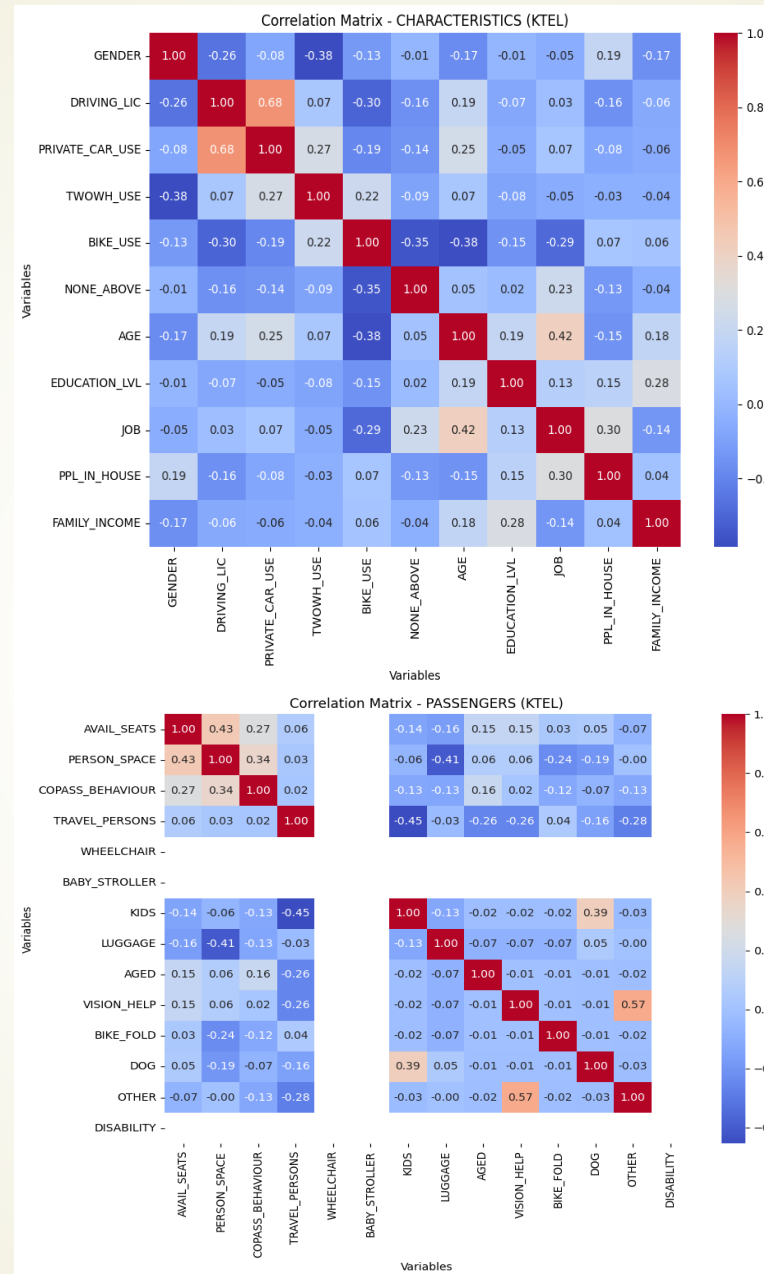 Correlation Matrix - CHARACTERISTICS (KTEL)
GENDER 1.00 -0.26 -0.08 -0.38 -0.13 -0.01 -0.17 -0.01 -0.05 0.19 -0.17
DRIVING_LIC -0.26 1.00 0.68 0.07 -0.30 -0.16 0.19 -0.07 0.03 -0.16 -0.06
PRIVATE_CAR_USE -0.08 0.68 1.00 0.27 -0.19 -0.14 0.25 -0.05 0.07 -0.08 -0.06
TWOWH_USE -0.38 0.07 0.27 1.00 0.22 -0.09 0.07 -0.08 -0.05 -0.03 -0.04
BIKE_USE -0.13 -0.30 -0.19 0.22 1.00 -0.35 -0.38 -0.15 -0.29 0.07 0.06
NONE_ABOVE -0.01 -0.16 -0.14 -0.09 -0.35 1.00 0.05 0.02 0.23 -0.13 -0.04
AGE -0.17 0.19 0.25 0.07 -0.38 0.05 1.00 0.19 0.42 -0.15 0.18
EDUCATION_LVL -0.01 -0.07 -0.05 -0.08 -0.15 0.02 0.19 1.00 0.13 0.15 0.28
JOB -0.05 0.03 0.07 -0.05 -0.29 0.23 0.42 0.13 1.00 0.30 -0.14
PPL_IN_HOUSE 0.19 -0.16 -0.08 -0.03 0.07 -0.13 -0.15 0.15 0.30 1.00 0.04
FAMILY_INCOME -0.17 -0.06 -0.06 -0.04 0.06 -0.04 0.18 0.28 -0.14 0.04 1.00
Variables
GENDER DRIVING_LIC PRIVATE_CAR_USE TWOWH_USE BIKE_USE NONE_ABOVE AGE EDUCATION_LVL JOB PPL_IN_HOUSE FAMILY_INCOME
Variables
1.0
0.8
0.6
0.4
0.2
0.0
-0.
Correlation Matrix - PASSENGERS (KTEL)
AVAIL_SEATS 1.00 0.43 0.27 0.06 -0.14 -0.16 0.15 0.15 0.03 0.05 -0.07
PERSON_SPACE 0.43 1.00 0.34 0.03 -0.06 -0.41 0.06 0.06 -0.24 -0.19 -0.00
COPASS_BEHAVIOUR 0.27 0.34 1.00 0.02 -0.13 -0.13 0.16 0.02 -0.12 -0.07 -0.13
TRAVEL_PERSONS 0.06 0.03 0.02 1.00 -0.45 -0.03 -0.26 -0.26 0.04 -0.16 -0.28
WHEELCHAIR
BABY_STROLLER
KIDS -0.14 -0.06 -0.13 -0.45 1.00 -0.13 -0.02 -0.02 -0.02 0.39 -0.03
LUGGAGE -0.16 -0.41 -0.13 -0.03 -0.13 1.00 -0.07 -0.07 -0.07 0.05 -0.00
AGED 0.15 0.06 0.16 -0.26 -0.02 -0.07 1.00 -0.01 -0.01 -0.01 -0.02
VISION_HELP 0.15 0.06 0.02 -0.26 -0.02 -0.07 -0.01 1.00 -0.01 -0.01 0.57
BIKE_FOLD 0.03 -0.24 -0.12 0.04 -0.02 -0.07 -0.01 -0.01 1.00 -0.01 -0.02
DOG 0.05 -0.19 -0.07 -0.16 0.39 0.05 -0.01 -0.01 -0.01 1.00 -0.03
OTHER -0.07 -0.00 -0.13 -0.28 -0.03 -0.00 -0.02 0.57 -0.02 -0.03 1.00
DISABILITY
Variables
AVAIL_SEATS PERSON_SPACE COPASS_BEHAVIOUR TRAVEL_PERSONS WHEELCHAIR BABY_STROLLER KIDS LUGGAGE AGED VISION_HELP BIKE_FOLD DOG OTHER DISABILITY
Variables
1.
0.
0.
0.
0.
0.
-0.
-0.